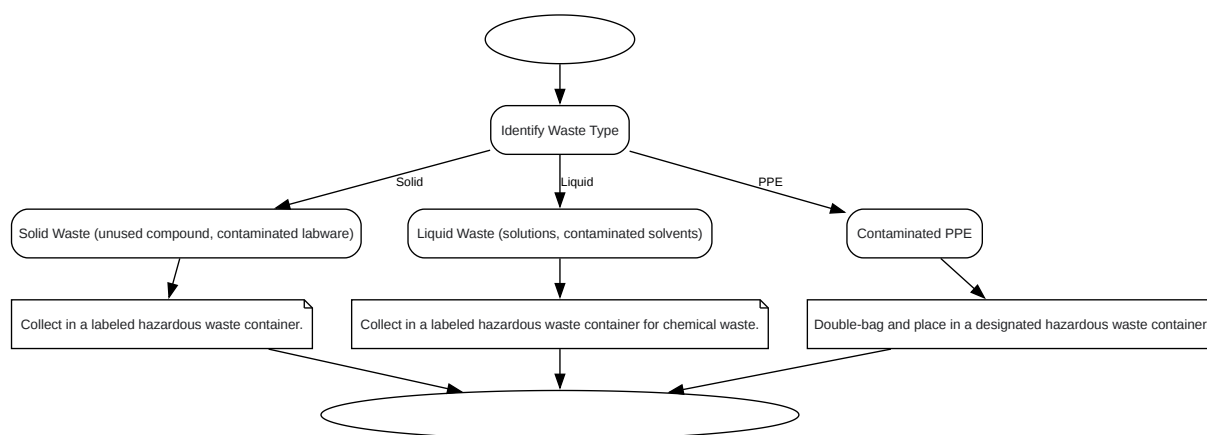 Identify Waste Type
Solid
Liquid
PPE
Solid Waste (unused compound, contaminated labware)
Liquid Waste (solutions, contaminated solvents)
Contaminated PPE
Collect in a labeled hazardous waste container.
Collect in a labeled hazardous waste container for chemical waste.
Double-bag and place in a designated hazardous waste container